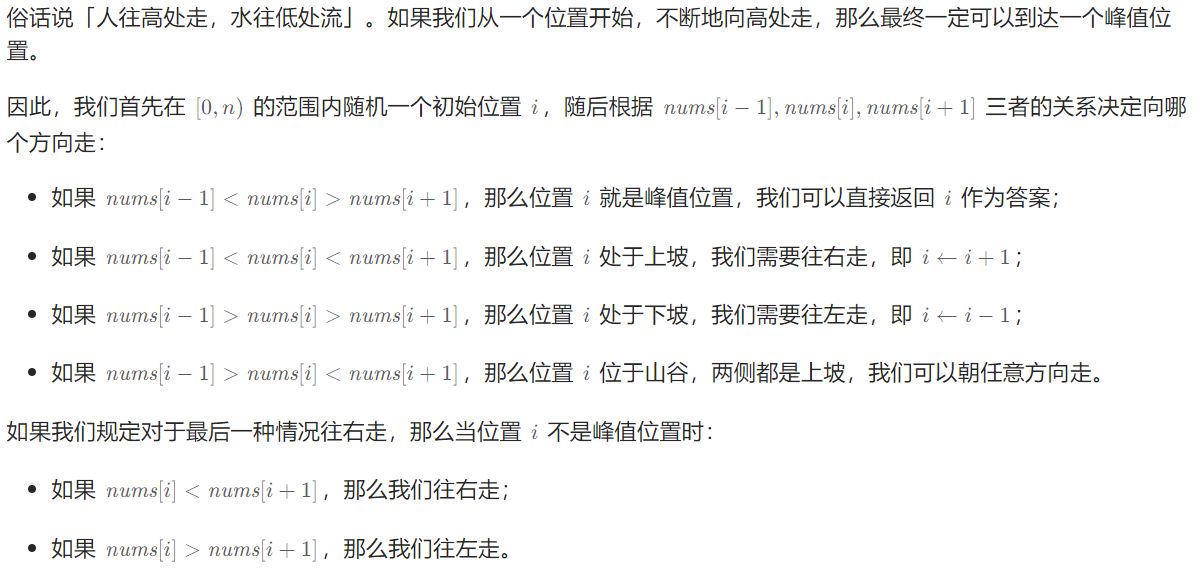 俗话说「人往高处走，水往低处流」。如果我们从一个位置开始，不断地向高处走，那么最终一定可以到达一个峰值位
置。
因此，我们首先在 [0, n) 的范围内随机一个初始位置 i，随后根据 nums[i − 1], nums[i], nums[i + 1] 三者的关系决定向哪
个方向走：
• 如果 nums[i − 1] < nums[i] > nums[i + 1]，那么位置 i 就是峰值位置，我们可以直接返回 i 作为答案；
• 如果 nums[i − 1] < nums[i] < nums[i + 1]，那么位置 i 处于上坡，我们需要往右走，即 i ← i + 1；
• 如果 nums[i − 1] > nums[i] > nums[i + 1]，那么位置 i 处于下坡，我们需要往左走，即 i ← i − 1；
• 如果 nums[i − 1] > nums[i] < nums[i + 1]，那么位置 i 位于山谷，两侧都是上坡，我们可以朝任意方向走。
如果我们规定对于最后一种情况往右走，那么当位置 i 不是峰值位置时：
• 如果 nums[i] < nums[i + 1]，那么我们往右走；
• 如果 nums[i] > nums[i + 1]，那么我们往左走。